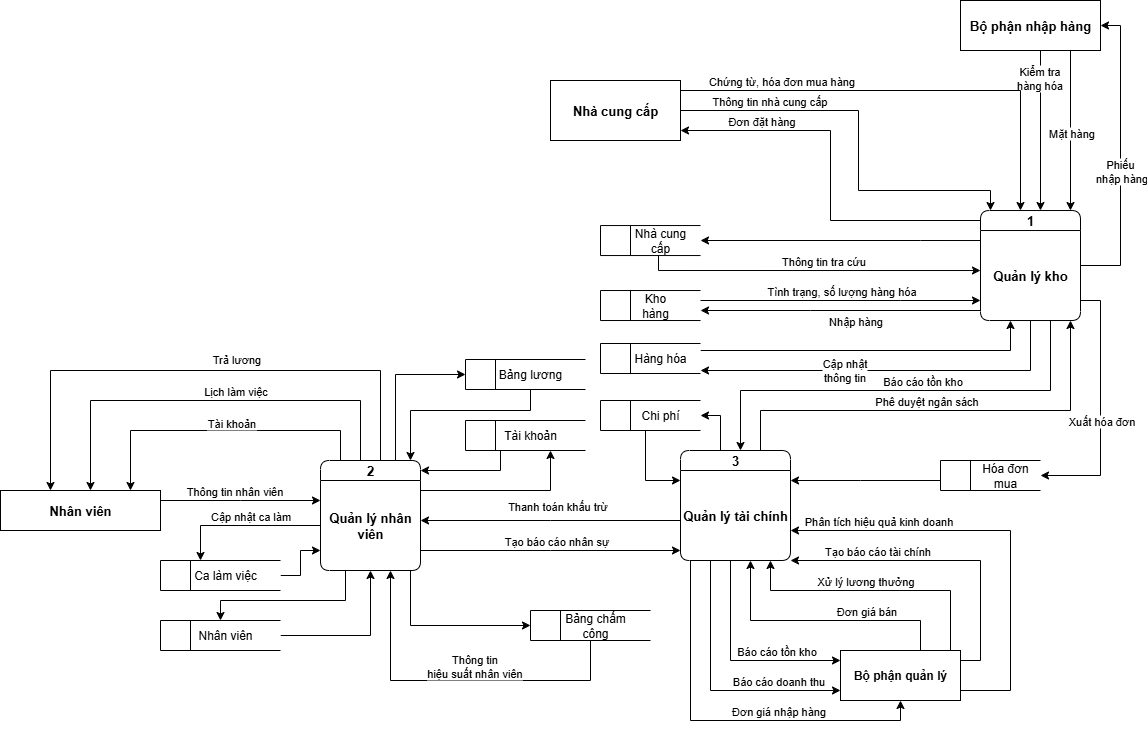 Bộ phận nhập hàng
Kiểm tra
hàng hóa
Chứng từ, hóa đơn mua hàng
Thông tin nhà cung cấp
Nhà cung cấp
Đơn đặt hàng
Mặt hàng
Phiếu
nhập hàng
1
Nhà cung
cấp
Thông tin tra cứu
Quản lý kho
Kho
hàng
Tình trạng, số lượng hàng hóa
Nhập hàng
Hàng hóa
Cập nhật
thông tin
Báo cáo tồn kho
Phê duyệt ngân sách
Xuất hóa đơn
Trả lương
Bảng lương
Lịch làm việc
Chi phí
Tài khoản
Tài khoản
2
3
Hóa đơn
mua
Thông tin nhân viên
Nhân viên
Thanh toán khấu trừ
Cập nhật ca làm
Quản lý nhân
viên
Quản lý tài chính
Phân tích hiệu quả kinh doanh
Tạo báo cáo nhân sự
Tạo báo cáo tài chính
Ca làm việc
Xử lý lương thưởng
Đơn giá bán
Nhân viên
Bảng chấm
công
Báo cáo tồn kho
Thông tin
hiệu suất nhân viên
Bộ phận quản lý
Báo cáo doanh thu
Đơn giá nhập hàng